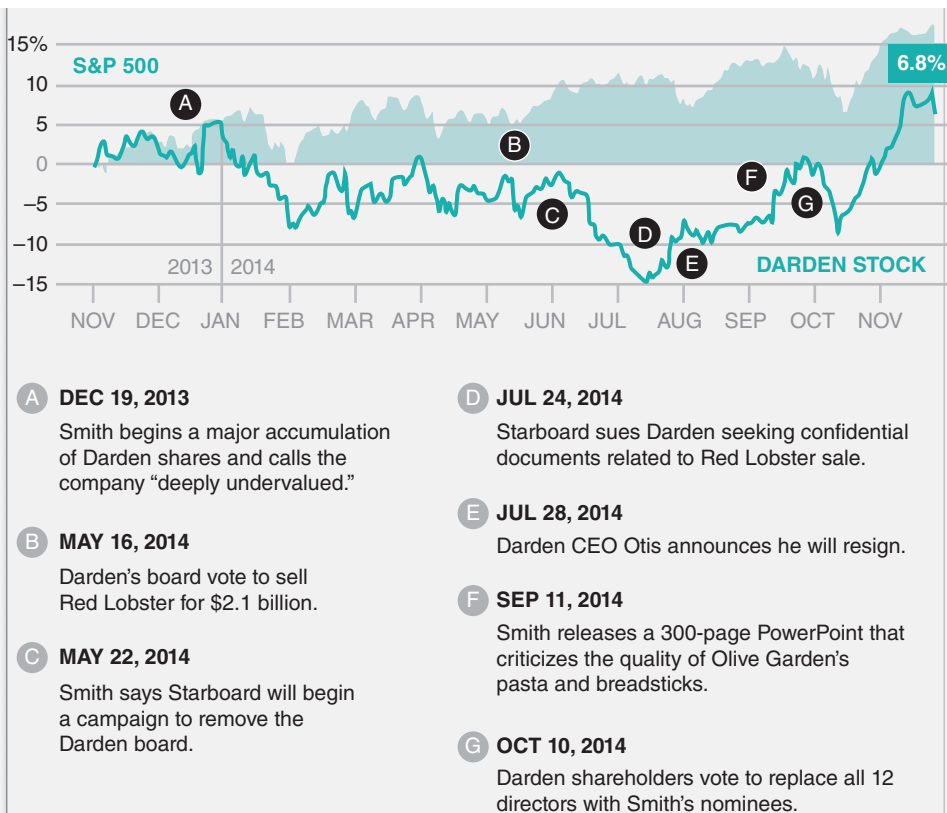 15%
S&P 500
6.8%
10
A
5
B
0
F
-5
C
G
D
-10
E
2013
2014
DARDEN STOCK
-15
NOV DEC JAN FEB MAR APR MAY JUN JUL AUG SEP OCT NOV
A DEC 19, 2013
Smith begins a major accumulation
of Darden shares and calls the
company “deeply undervalued.”
B MAY 16, 2014
Darden’s board vote to sell
Red Lobster for $2.1 billion.
C MAY 22, 2014
Smith says Starboard will begin
a campaign to remove the
Darden board.
D JUL 24, 2014
Starboard sues Darden seeking confidential
documents related to Red Lobster sale.
E JUL 28, 2014
Darden CEO Otis announces he will resign.
F SEP 11, 2014
Smith releases a 300-page PowerPoint that
criticizes the quality of Olive Garden’s
pasta and breadsticks.
G OCT 10, 2014
Darden shareholders vote to replace all 12
directors with Smith’s nominees.